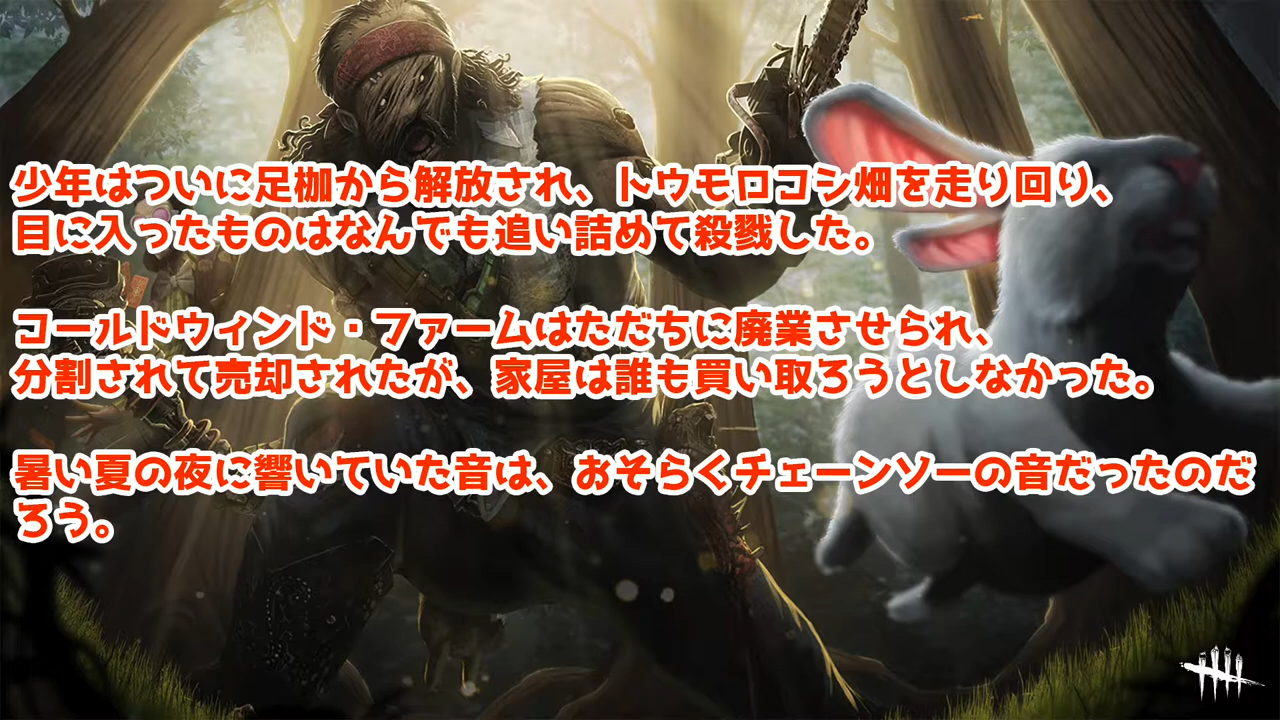 少年はついに足枷から解放され、トウモロコシ畑を走り回り、
目に入ったものはなんでも追い詰めて殺戮した。
コールドウィンド・ファームはただちに廃業させられ、
分割されて売却されたが、家屋は誰も買い取ろうとしなかった。
暑い夏の夜に響いていた音は、おそらくチェーンソーの音だったのだ
ろう。